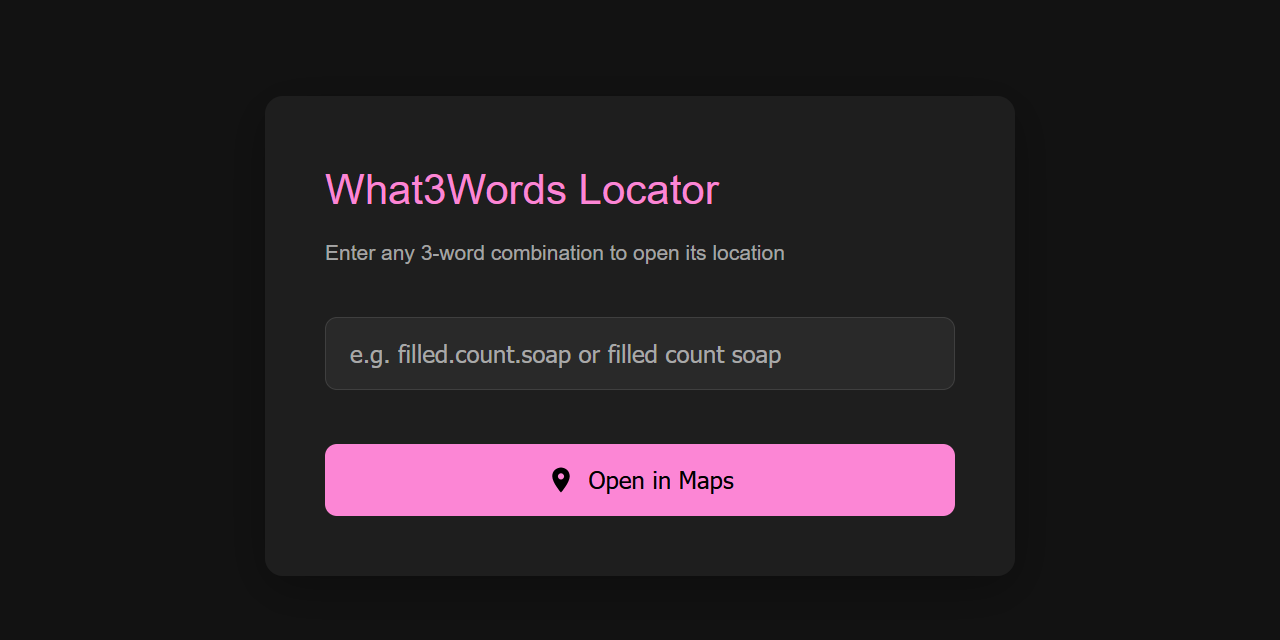 What3Words Locator
Enter any 3-word combination to open its location
e.g. filled.count.soap or filled count soap
Open in Maps